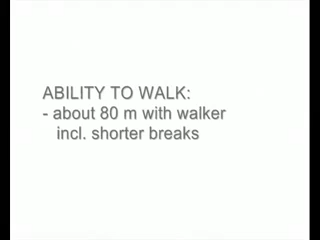 ABILITY TO WALK:
- about 80 m with walker
incl. shorter breaks